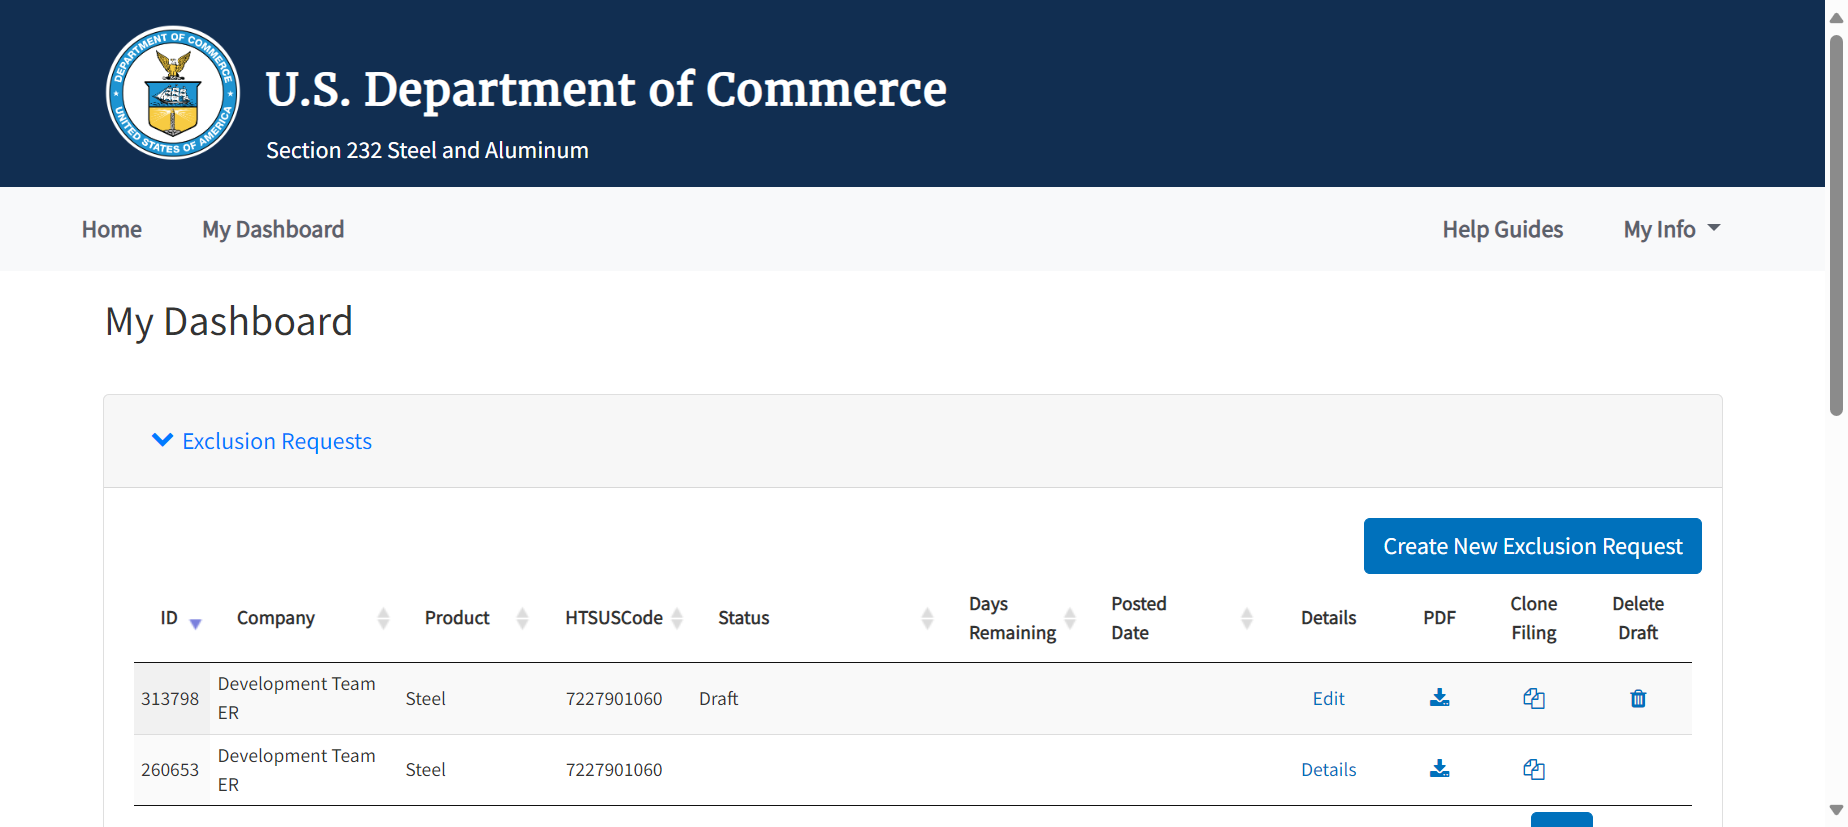 DEPARTMENT OF COMMERCE
UNITED STATES OF AMERICA
U.S. Department of Commerce
Section 232 Steel and Aluminum
Home My Dashboard Help Guides My Info
My Dashboard
Exclusion Requests
Create New Exclusion Request
ID Company Product HTSUSCode Status Days Remaining Posted Date Details PDF Clone Filing Delete Draft
313798 Development Team ER Steel 7227901060 Draft Edit
260653 Development Team ER Steel 7227901060 Details